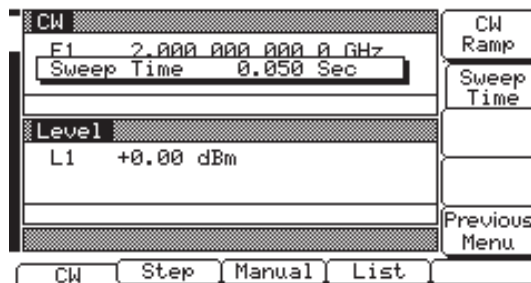 CW
F1 2.000 000 000 0 GHz
Sweep Time 0.050 Sec
Level
L1 +0.00 dBm
CW
Ramp
Sweep
Time
Previous
Menu
CW Step Manual List